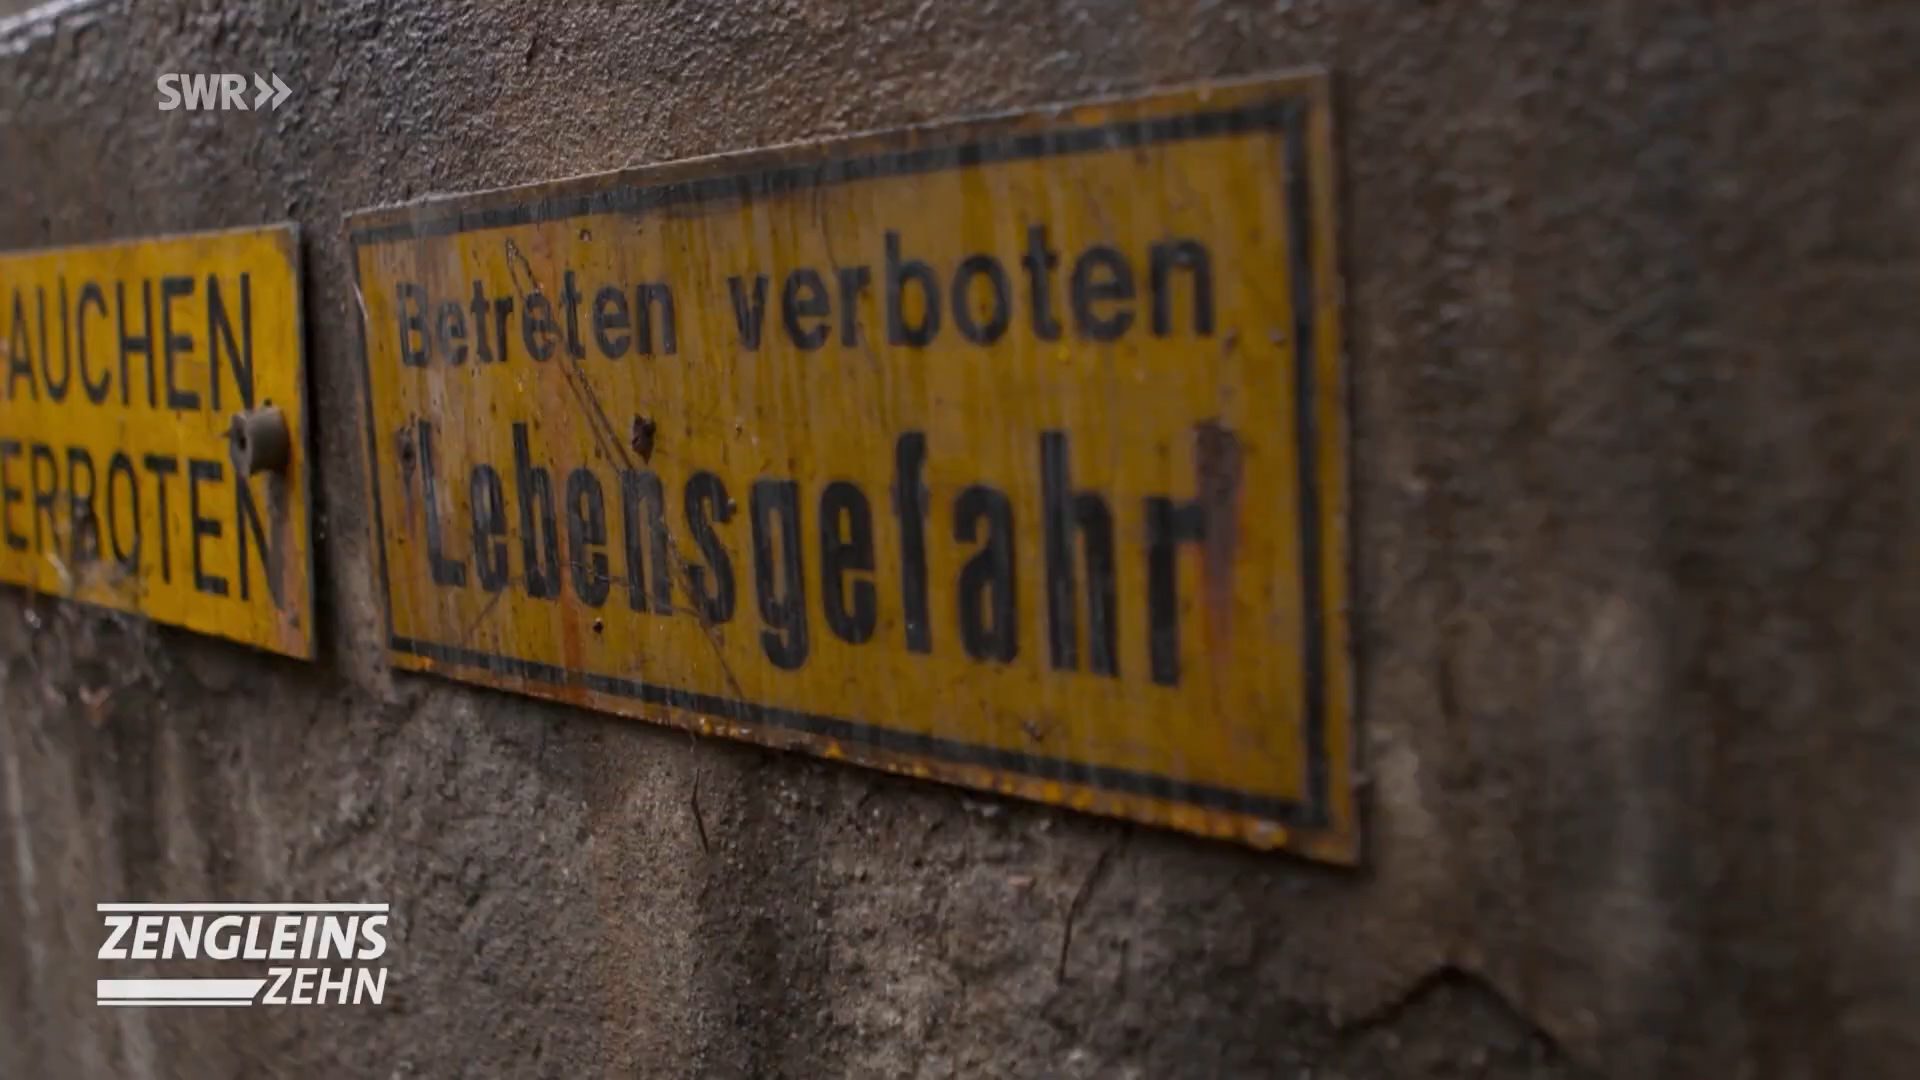 SWR»
AUCHEN
ERBOTEN
Betreten verboten
Lebensgefahr
ZENGLEINS
ZEHN